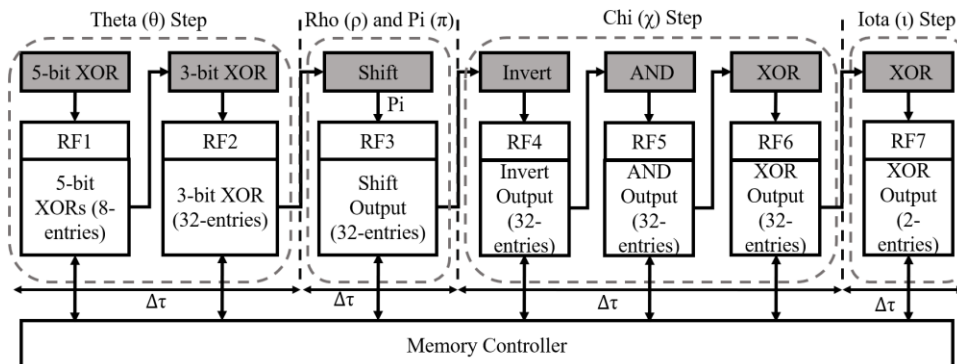 Theta (θ) Step
Rho (ρ) and Pi (π)
Chi (χ) Step
Iota (ι) Step
5-bit XOR
3-bit XOR
Shift
Invert
AND
XOR
XOR
Pi
RF1
RF2
RF3
RF4
RF5
RF6
RF7
5-bit
XORs (8-
entries)
3-bit XOR
(32-entries)
Shift
Output
(32-entries)
Invert
Output
(32-
entries)
AND
Output
(32-
entries)
XOR
Output
(32-
entries)
XOR
Output
(2-
entries)
Δτ
Δτ
Δτ
Δτ
Memory Controller